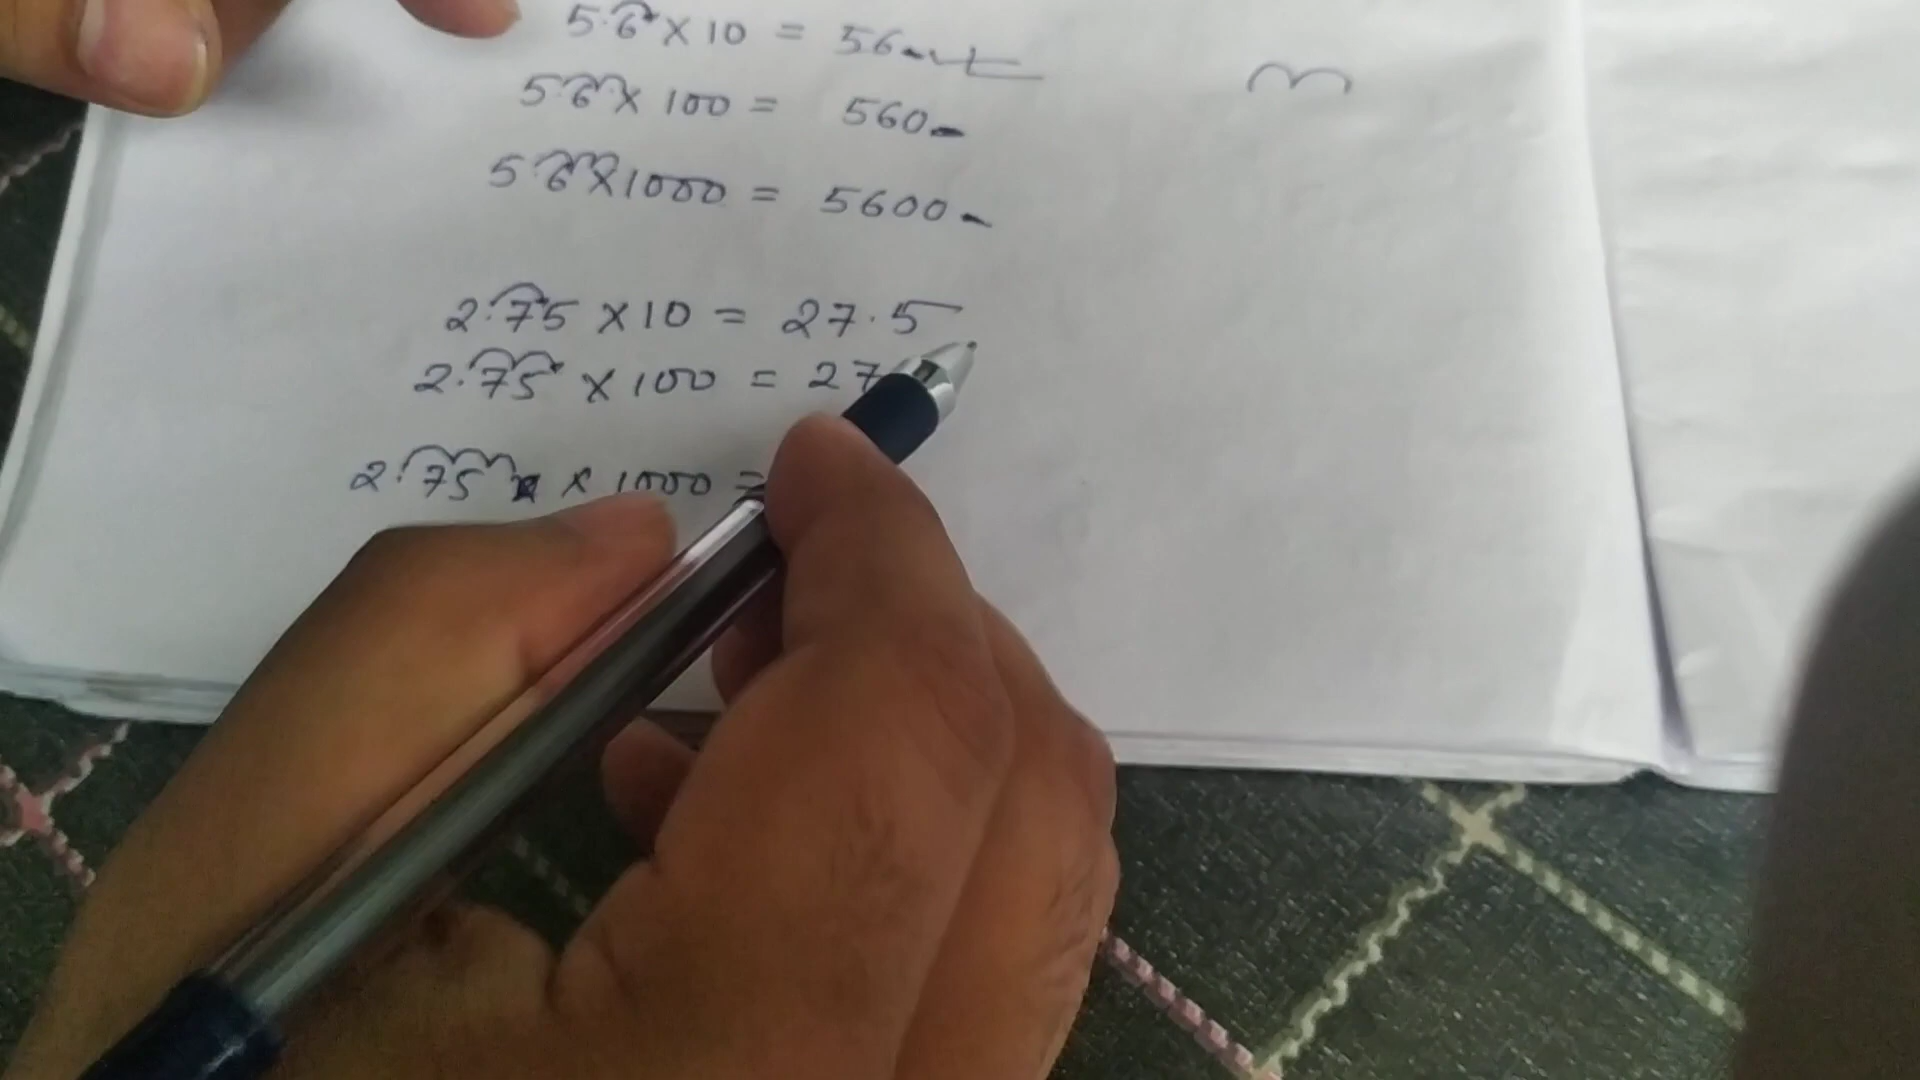 5.6 × 10 = 56
5.6 × 100 = 560
5.6 × 1000 = 5600
2.75 × 10 = 27.5
2.75 × 100 = 27
2.75 × 1000 =